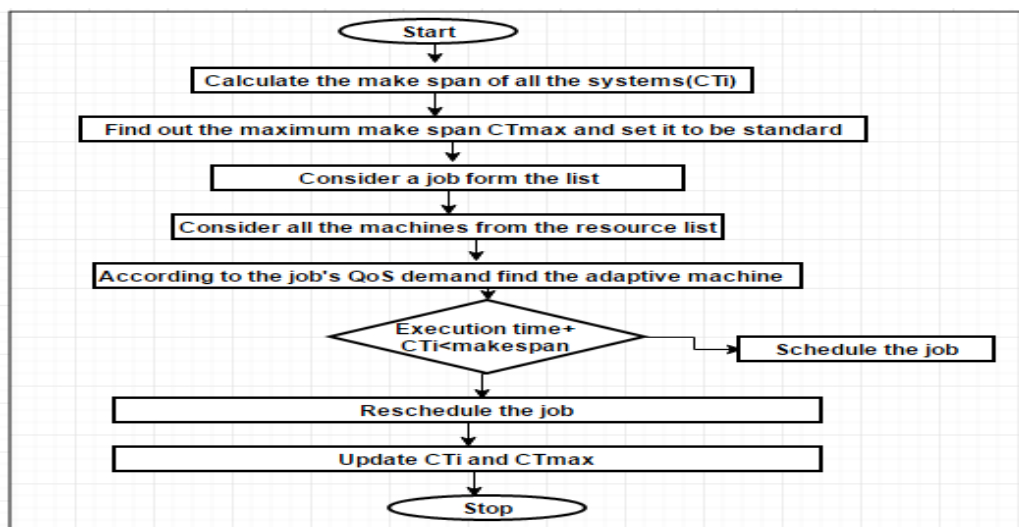 Start
Calculate the make span of all the systems(CTi)
Find out the maximum make span CTmax and set it to be standard
Consider a job form the list
Consider all the machines from the resource list
According to the job's QoS demand find the adaptive machine
Execution time+
CTi<makespan
Schedule the job
Reschedule the job
Update CTi and CTmax
Stop